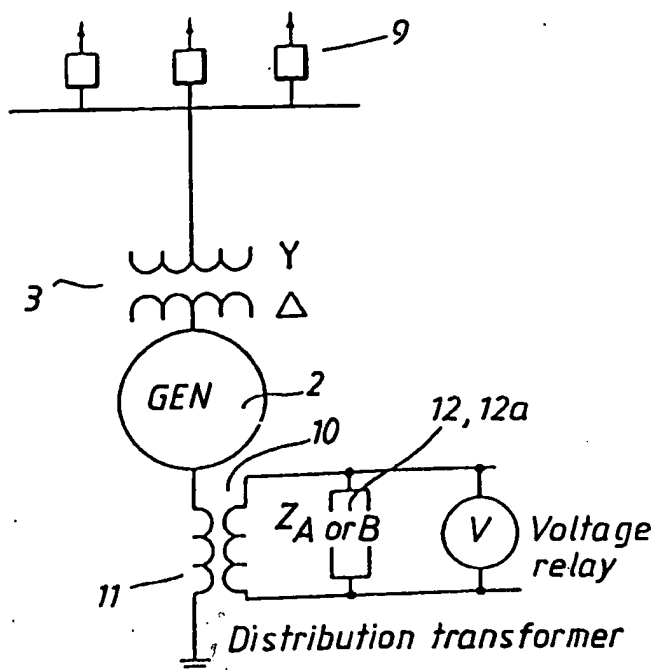 9
Y
3
Δ
GEN
2
10
12, 12a
Z_A or B
V
Voltage
relay
11
Distribution transformer